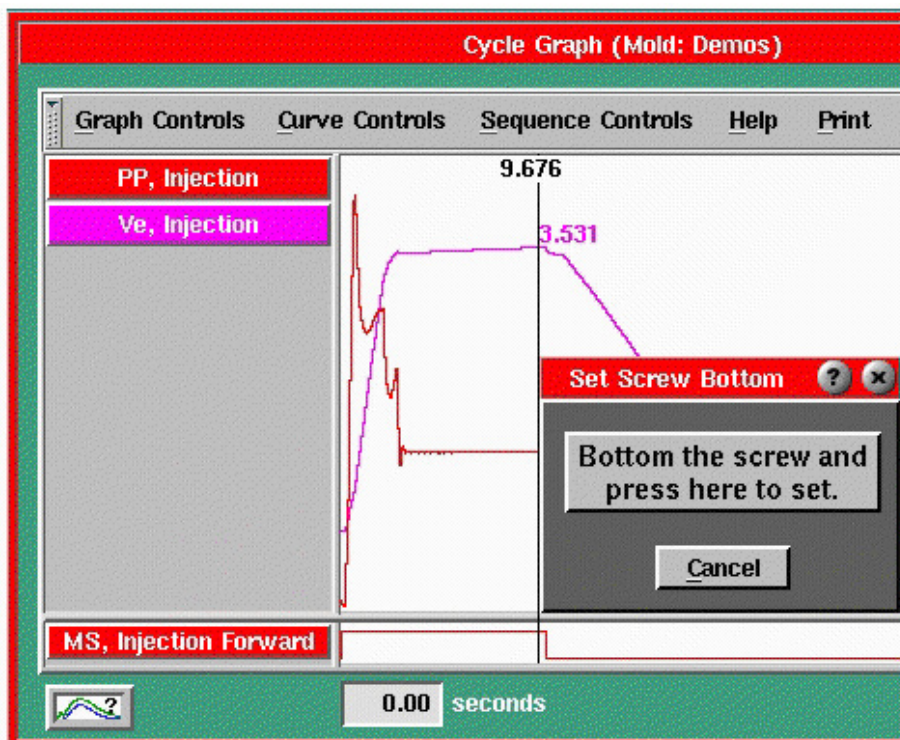 Cycle Graph (Mold: Demos)
Graph Controls Curve Controls Sequence Controls Help Print
PP, Injection
Ve, Injection
9.676
3.531
Set Screw Bottom ? x
Bottom the screw and
press here to set.
Cancel
MS, Injection Forward
?
0.00 seconds